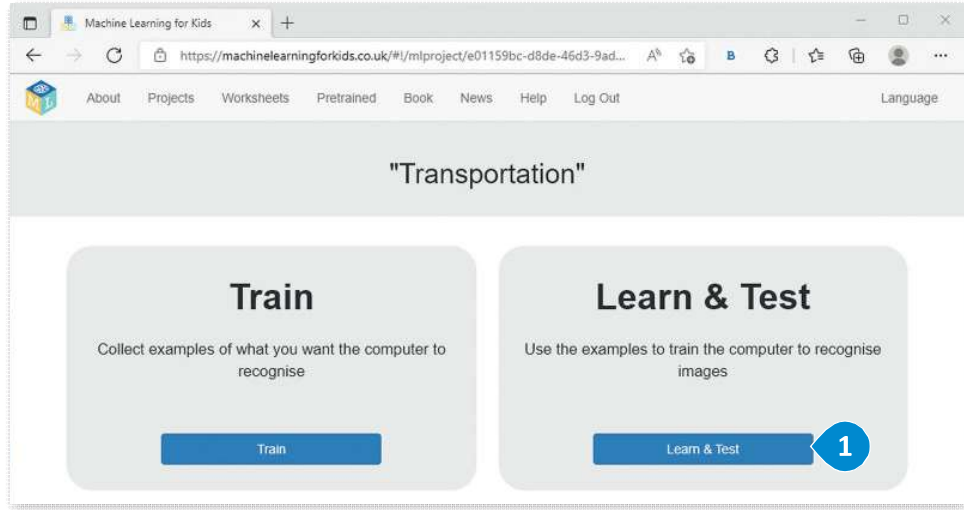 Machine Learning for Kids
https://machinelearningforkids.co.uk/#!/mlproject/e01159bc-d8de-46d3-9ad...
About Projects Worksheets Pretrained Book News Help Log Out Language
"Transportation"
Train
Collect examples of what you want the computer to
recognise
Train
Learn & Test
Use the examples to train the computer to recognise
images
Learn & Test
1